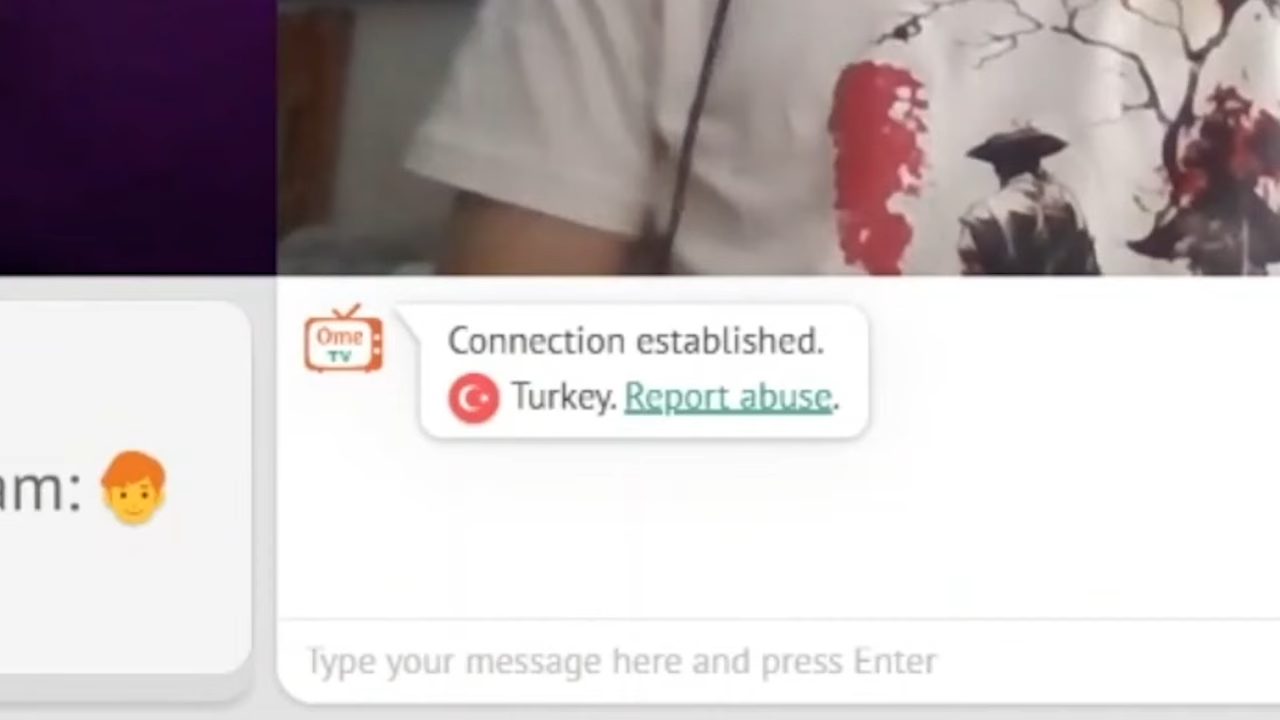 Ome
TV
Connection established.
Turkey. Report abuse.
am:
Type your message here and press Enter